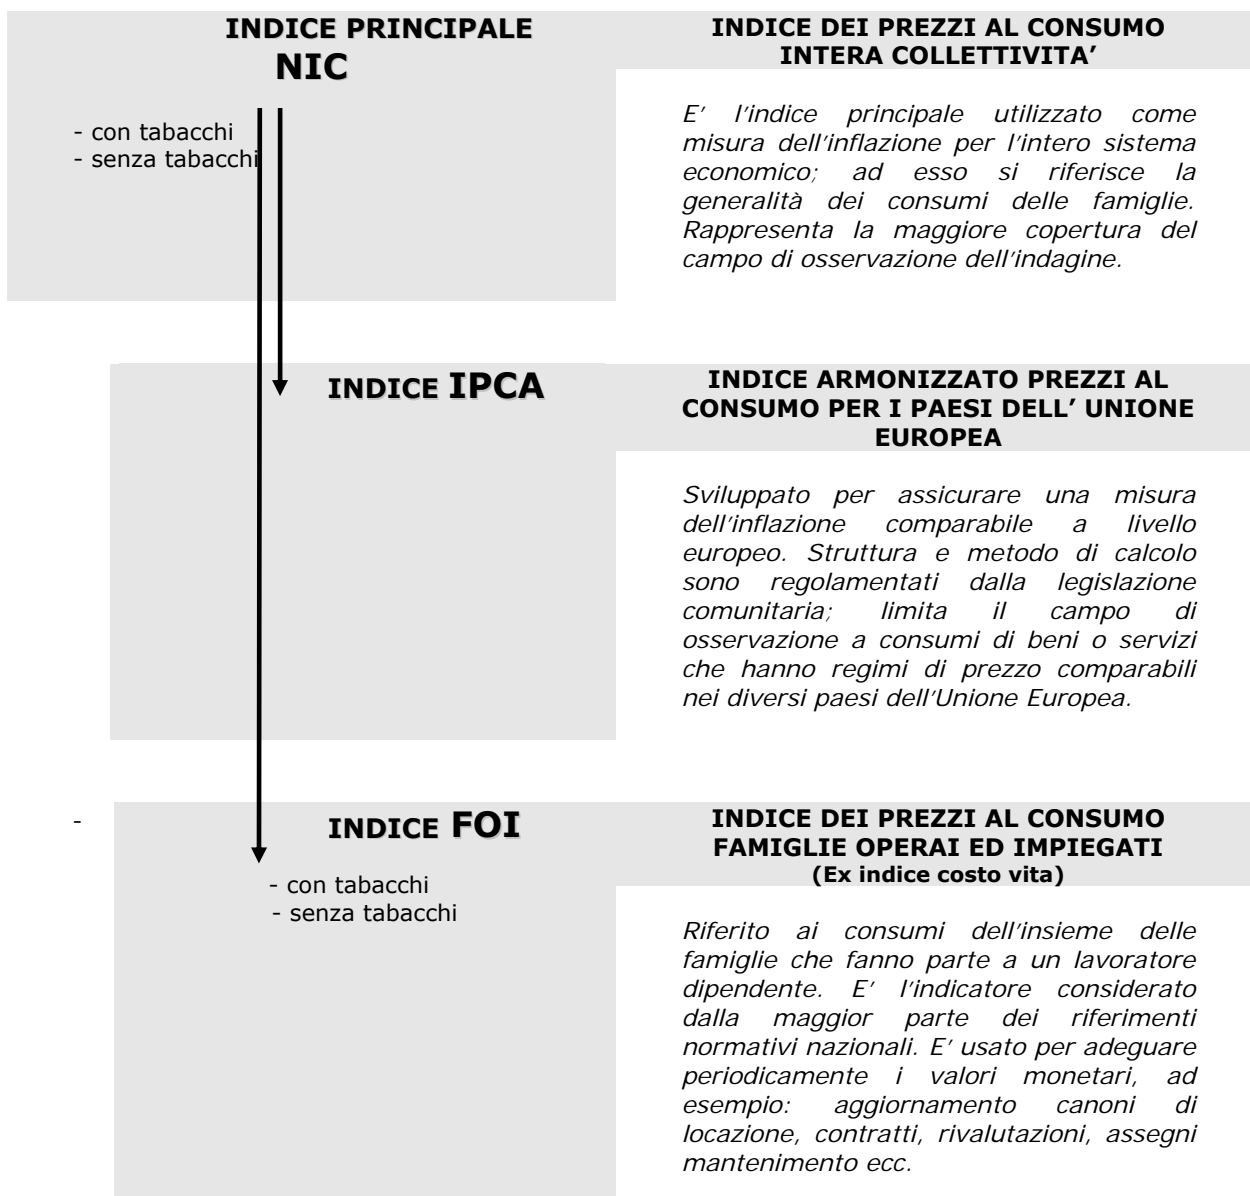 INDICE PRINCIPALE
NIC
- con tabacchi
- senza tabacchi
INDICE DEI PREZZI AL CONSUMO
INTERA COLLETTIVITA’
E’ l’indice principale utilizzato come
misura dell’inflazione per l’intero sistema
economico; ad esso si riferisce la
generalità dei consumi delle famiglie.
Rappresenta la maggiore copertura del
campo di osservazione dell’indagine.
INDICE IPCA
INDICE ARMONIZZATO PREZZI AL
CONSUMO PER I PAESI DELL’ UNIONE
EUROPEA
Sviluppato per assicurare una misura
dell’inflazione comparabile a livello
europeo. Struttura e metodo di calcolo
sono regolamentati dalla legislazione
comunitaria; limita il campo di
osservazione a consumi di beni o servizi
che hanno regimi di prezzo comparabili
nei diversi paesi dell’Unione Europea.
-
INDICE FOI
- con tabacchi
- senza tabacchi
INDICE DEI PREZZI AL CONSUMO
FAMIGLIE OPERAI ED IMPIEGATI
(Ex indice costo vita)
Riferito ai consumi dell’insieme delle
famiglie che fanno parte a un lavoratore
dipendente. E’ l’indicatore considerato
dalla maggior parte dei riferimenti
normativi nazionali. E’ usato per adeguare
periodicamente i valori monetari, ad
esempio: aggiornamento canoni di
locazione, contratti, rivalutazioni, assegni
mantenimento ecc.